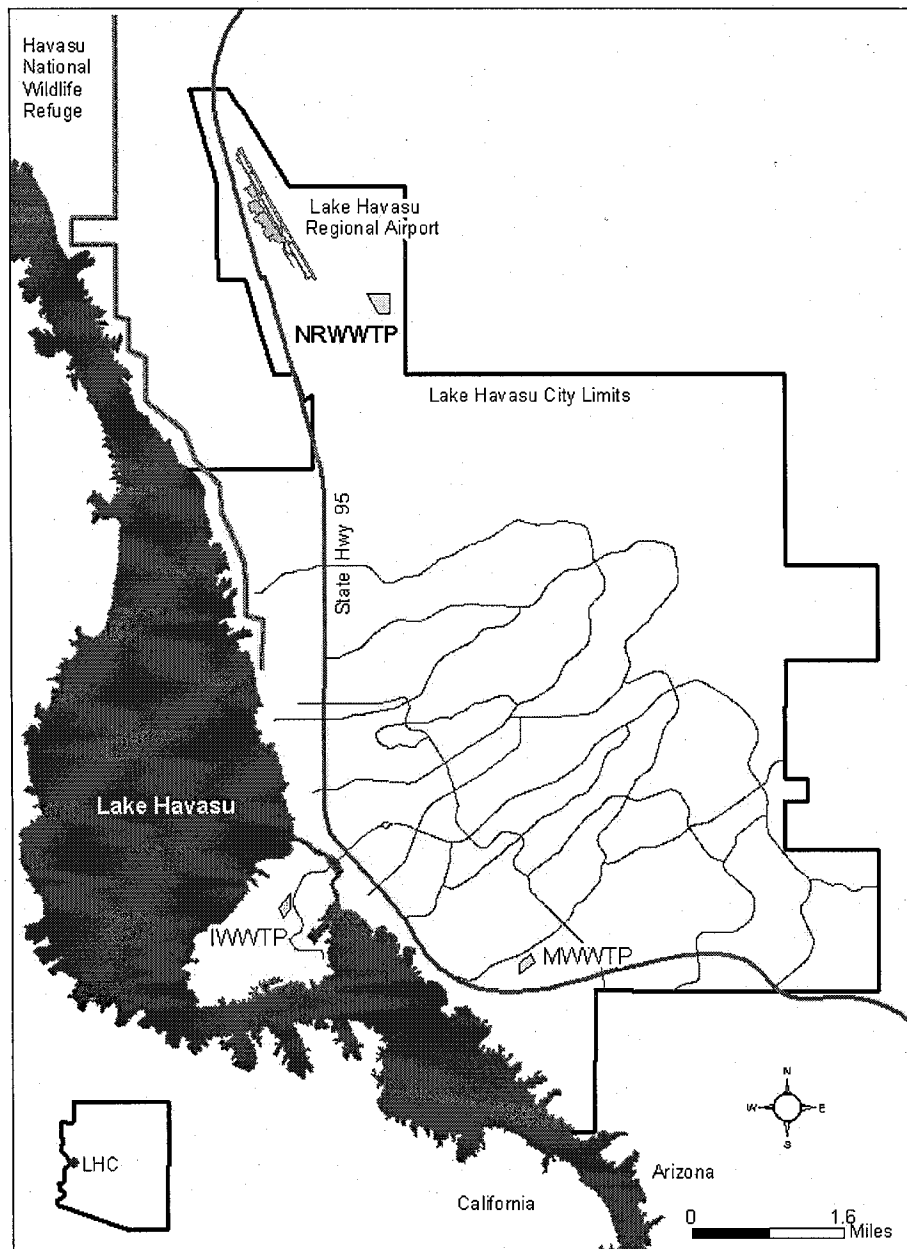 Havasu
National
Wildlife
Refuge
Lake Havasu
Regional Airport
NRWWTP
Lake Havasu City Limits
State Hwy 95
Lake Havasu
IWWTP
MWWTP
N
W E
S
LHC
Arizona
California
0 1.6
Miles